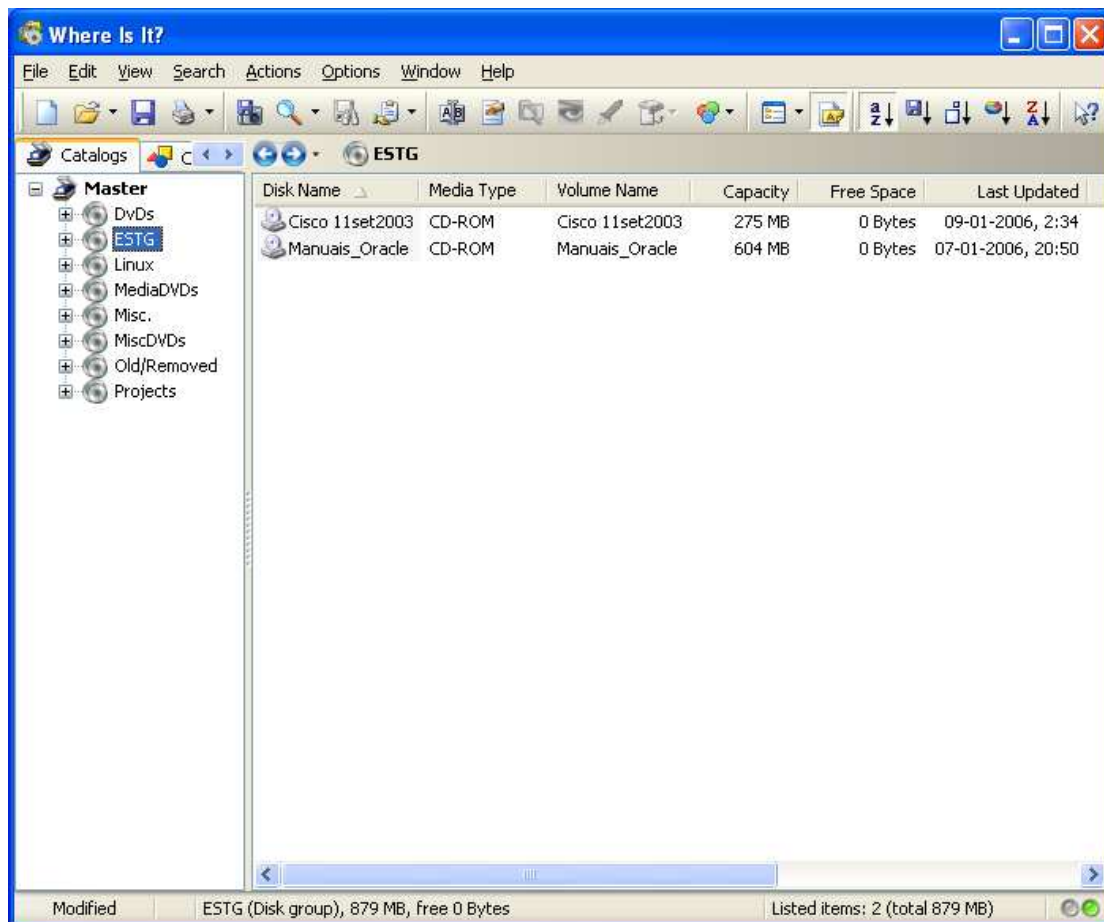 Where Is It?
File Edit View Search Actions Options Window Help
Catalogs C ESTG
Master
DvDs
ESTG
Linux
MediaDVDs
Misc.
MiscDVDs
Old/Removed
Projects
Disk Name Media Type Volume Name Capacity Free Space Last Updated
Cisco 11set2003 CD-ROM Cisco 11set2003 275 MB 0 Bytes 09-01-2006, 2:34
Manuais_Oracle CD-ROM Manuais_Oracle 604 MB 0 Bytes 07-01-2006, 20:50
Modified ESTG (Disk group), 879 MB, free 0 Bytes Listed items: 2 (total 879 MB)